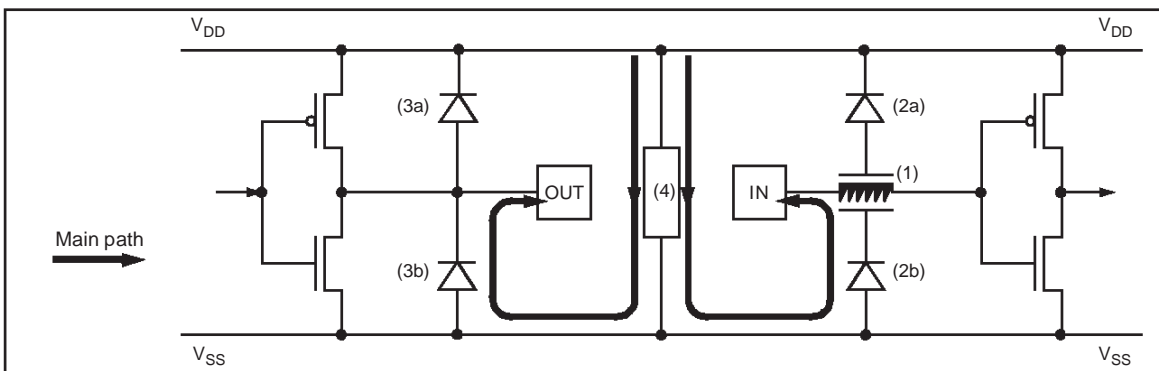 VDD
VDD
(3a)
(2a)
(1)
OUT
(4)
IN
Main path
(3b)
(2b)
VSS
VSS